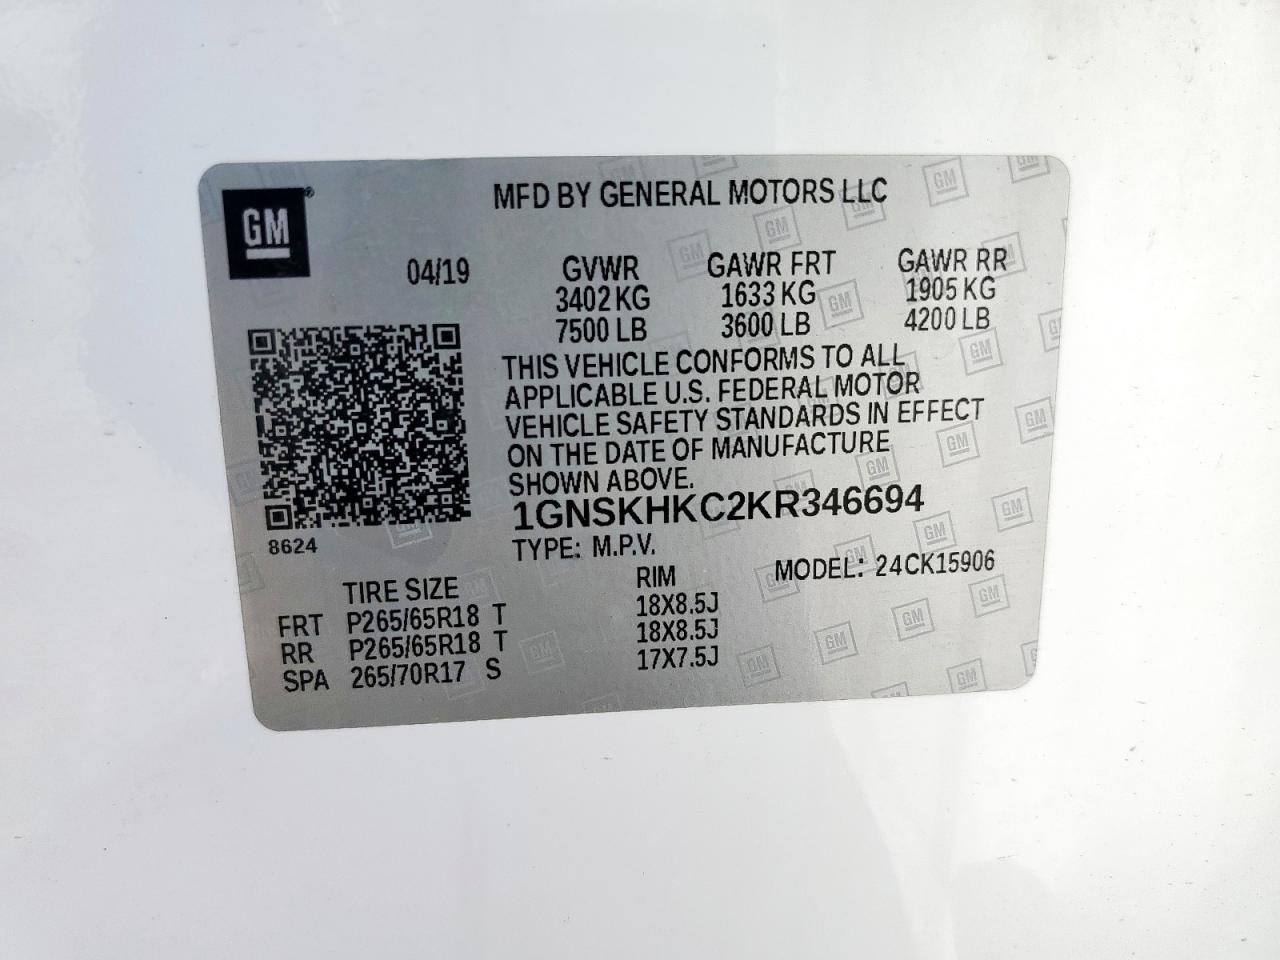 GM®
MFD BY GENERAL MOTORS LLC
04/19
GVWR GAWR FRT GAWR RR
3402 KG 1633 KG 1905 KG
7500 LB 3600 LB 4200 LB
THIS VEHICLE CONFORMS TO ALL
APPLICABLE U.S. FEDERAL MOTOR
VEHICLE SAFETY STANDARDS IN EFFECT
ON THE DATE OF MANUFACTURE
SHOWN ABOVE.
1GNSKHKC2KR346694
8624
TYPE: M.P.V. MODEL: 24CK15906
TIRE SIZE RIM
FRT P265/65R18 T 18X8.5J
RR P265/65R18 T 18X8.5J
SPA 265/70R17 S 17X7.5J